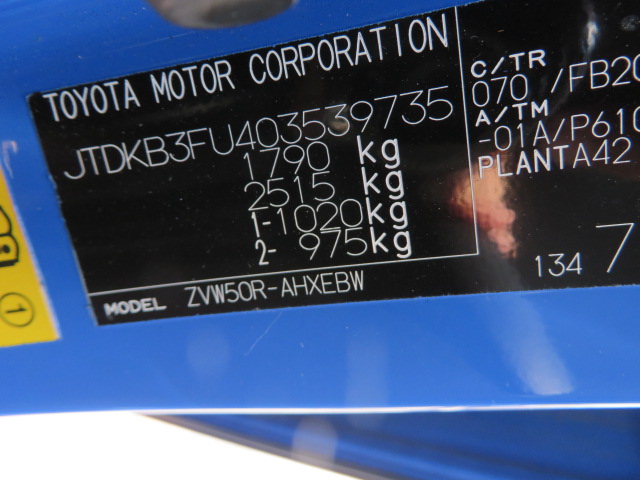 TOYOTA MOTOR CORPORATION
JTDKB3FU403539735
1790 kg
2515 kg
1-1020kg
2- 975kg
MODEL ZVW50R-AHXEBW
C/TR
070 /FB20
A/TM
-01A/P610
PLANTA42
134 7
1